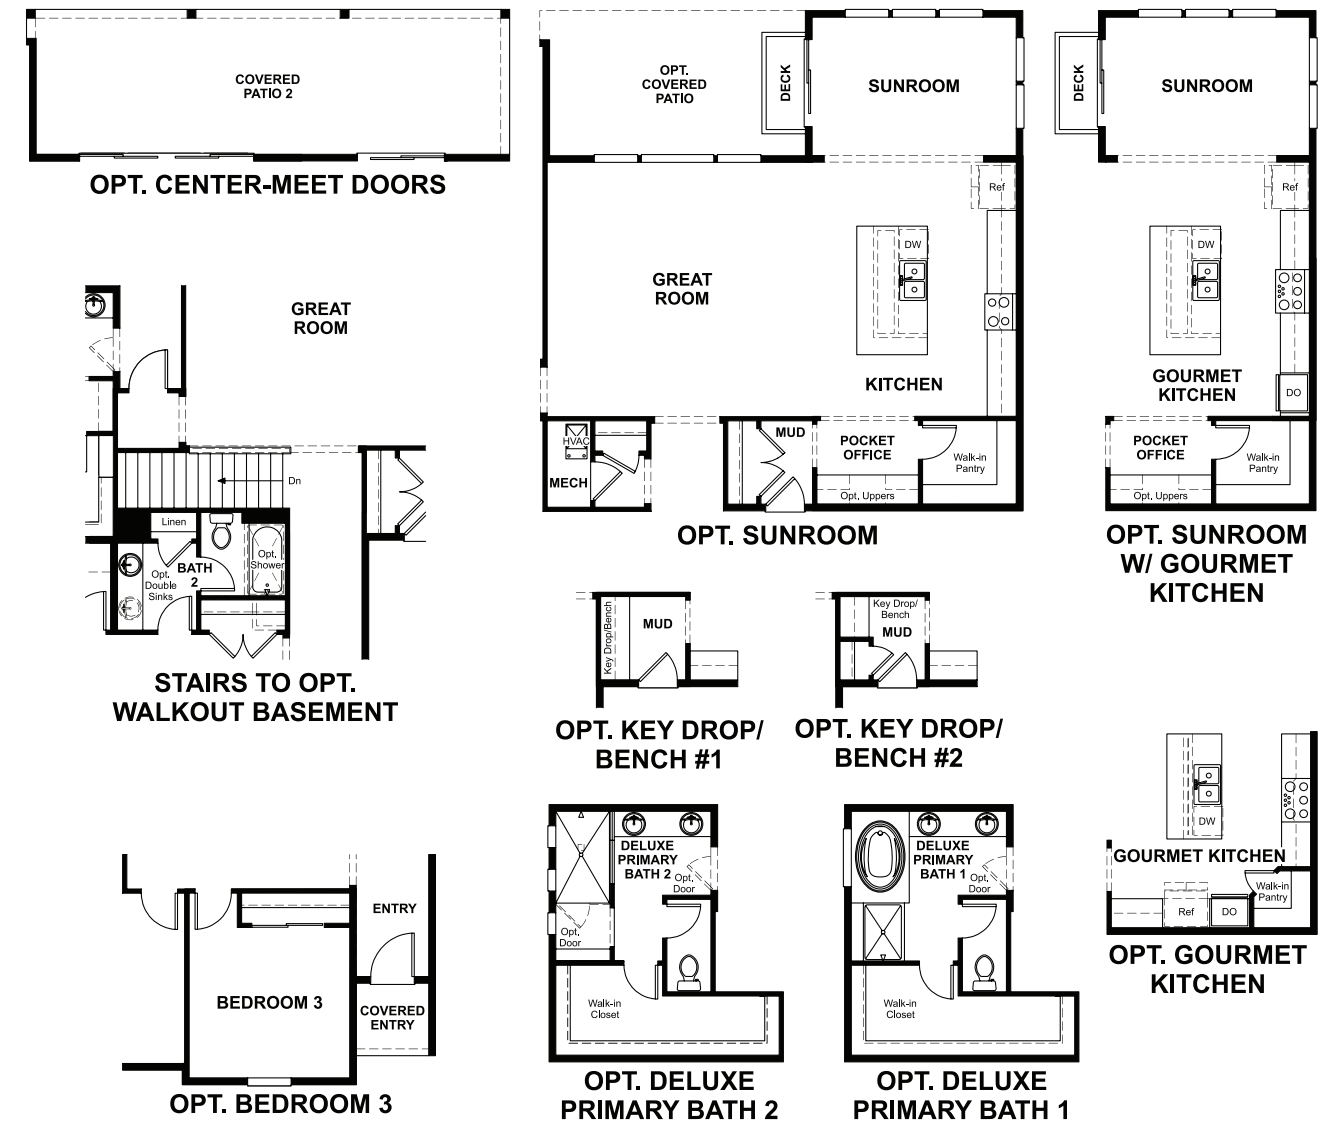 COVERED
PATIO 2
OPT. CENTER-MEET DOORS
OPT.
COVERED
PATIO
DECK
SUNROOM
Ref
DW
GREAT
ROOM
KITCHEN
HVAC
MECH
MUD
POCKET
OFFICE
Walk-in
Pantry
Opt. Uppers
OPT. SUNROOM
DECK
SUNROOM
Ref
DW
GOURMET
KITCHEN
DO
POCKET
OFFICE
Walk-in
Pantry
Opt. Uppers
OPT. SUNROOM
W/ GOURMET
KITCHEN
GREAT
ROOM
Dn
Linen
Opt.
Shower
BATH
2
Opt.
Double
Sinks
STAIRS TO OPT.
WALKOUT BASEMENT
Key Drop/Bench
MUD
OPT. KEY DROP/
BENCH #1
Key Drop/
Bench
MUD
OPT. KEY DROP/
BENCH #2
DW
GOURMET KITCHEN
Walk-in
Pantry
Ref
DO
OPT. GOURMET
KITCHEN
ENTRY
BEDROOM 3
COVERED
ENTRY
OPT. BEDROOM 3
DELUXE
PRIMARY
BATH 2
Opt.
Door
Opt.
Door
Walk-in
Closet
OPT. DELUXE
PRIMARY BATH 2
DELUXE
PRIMARY
BATH 1
Opt.
Door
Walk-in
Closet
OPT. DELUXE
PRIMARY BATH 1